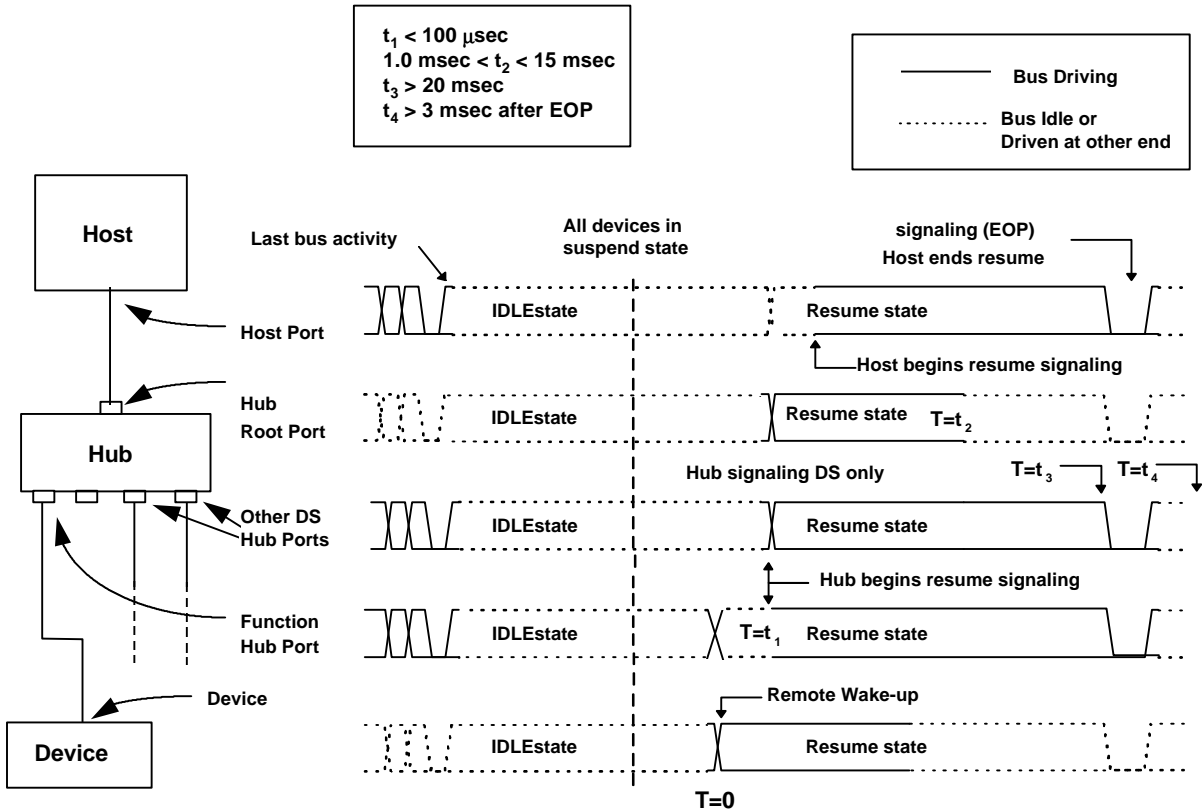 t1 < 100 μsec
1.0 msec < t2 < 15 msec
t3 > 20 msec
t4 > 3 msec after EOP
Bus Driving
Bus Idle or
Driven at other end
Host
Last bus activity
All devices in
suspend state
signaling (EOP)
Host ends resume
IDLEstate
Resume state
Host Port
Host begins resume signaling
Hub
Root Port
IDLEstate
Resume state
T=t2
Hub
Hub signaling DS only
T=t3
T=t4
Other DS
Hub Ports
IDLEstate
Resume state
Hub begins resume signaling
Function
Hub Port
IDLEstate
T=t1
Resume state
Device
Remote Wake-up
Device
IDLEstate
Resume state
T=0